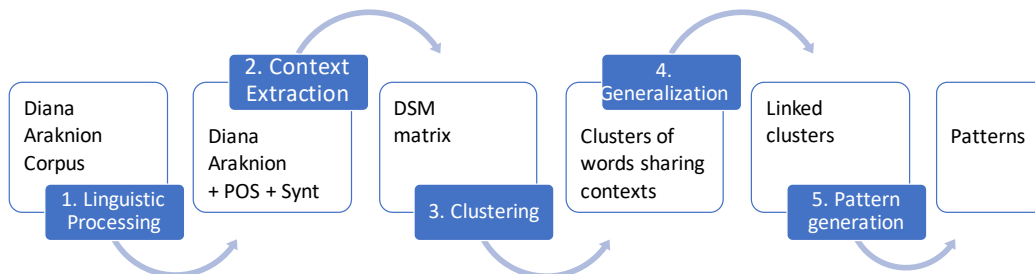 Diana
Araknion
Corpus
1. Linguistic
Processing
2. Context
Extraction
Diana
Araknion
+ POS + Synt
DSM
matrix
3. Clustering
4.
Generalization
Clusters of
words sharing
contexts
Linked
clusters
5. Pattern
generation
Patterns